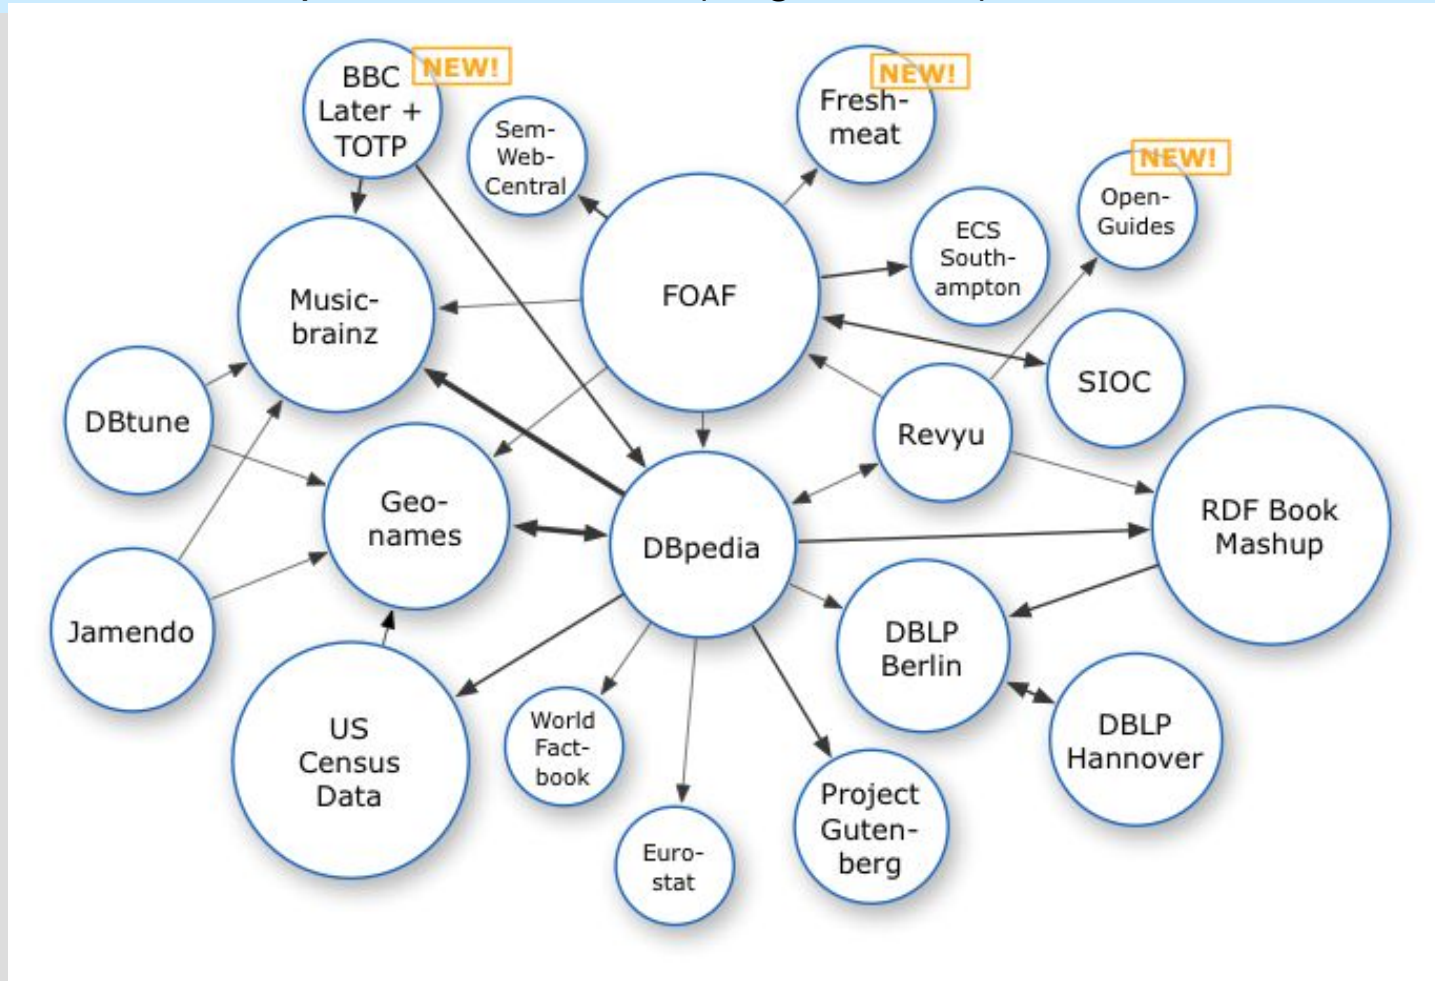 BBC
Later +
TOTP
NEW!
Sem-
Web-
Central
NEW!
Fresh-
meat
NEW!
Open-
Guides
ECS
South-
ampton
FOAF
Music-
brainz
SIOC
DBtune
Revyu
Geo-
names
DBpedia
RDF Book
Mashup
Jamendo
DBLP
Berlin
US
Census
Data
World
Fact-
book
DBLP
Hannover
Project
Guten-
berg
Euro-
stat